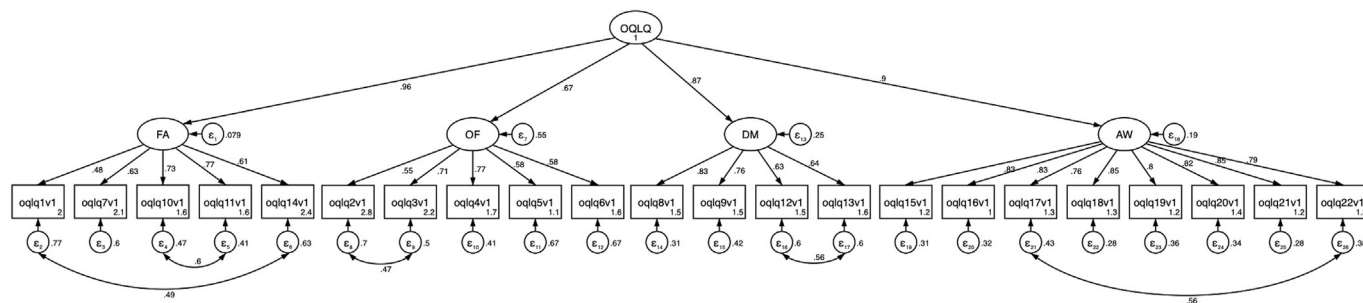 OQLQ
1
.96
.67
.87
.9
FA
ε1
.079
OF
ε7
.55
DM
ε13
.25
AW
ε18
.19
.48
.63
.73
.77
.61
.55
.71
.77
.58
.58
.83
.76
.63
.64
.83
.83
.76
.85
.8
.82
.85
.79
oqlq1v1
2
oqlq7v1
2.1
oqlq10v1
1.6
oqlq11v1
1.6
oqlq14v1
2.4
oqlq2v1
2.8
oqlq3v1
2.2
oqlq4v1
1.7
oqlq5v1
1.1
oqlq6v1
1.6
oqlq8v1
1.5
oqlq9v1
1.5
oqlq12v1
1.5
oqlq13v1
1.6
oqlq15v1
1.2
oqlq16v1
1
oqlq17v1
1.3
oqlq18v1
1.3
oqlq19v1
1.2
oqlq20v1
1.4
oqlq21v1
1.2
oqlq22v1
ε2 .77
ε3 .6
ε4 .47
ε5 .41
ε6 .63
ε8 .7
ε9 .5
ε10 .41
ε11 .67
ε12 .67
ε14 .31
ε15 .42
ε16 .6
ε17 .6
ε19 .31
ε20 .32
ε21 .43
ε22 .28
ε23 .36
ε24 .34
ε25 .28
ε26
.6
.49
.47
.56
.56